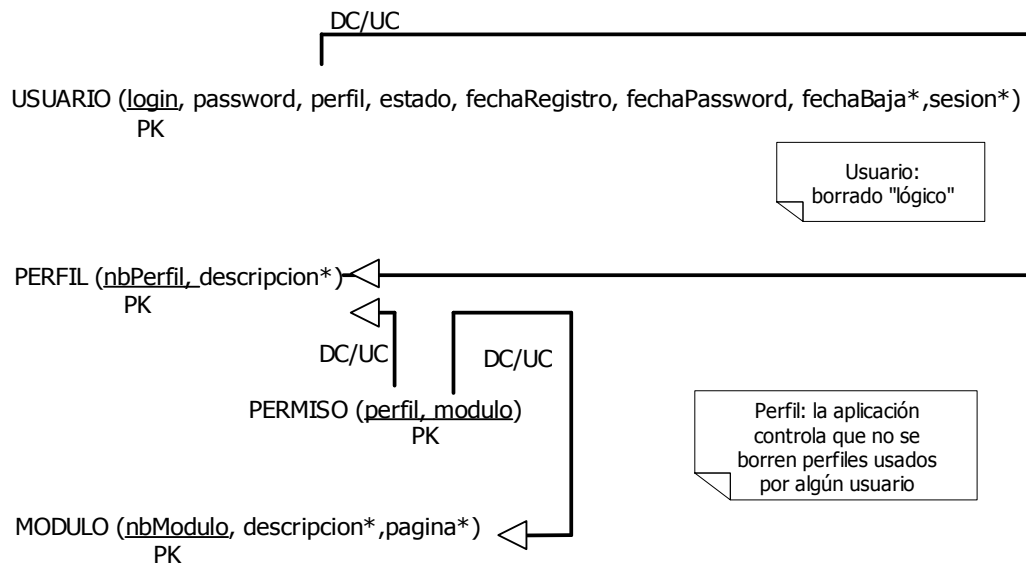 DC/UC
USUARIO (login, password, perfil, estado, fechaRegistro, fechaPassword, fechaBaja*,sesion*)
PK
Usuario:
borrado "lógico"
PERFIL (nbPerfil, descripcion*)
PK
DC/UC
DC/UC
PERMISO (perfil, modulo)
PK
Perfil: la aplicación
controla que no se
borren perfiles usados
por algún usuario
MODULO (nbModulo, descripcion*,pagina*)
PK